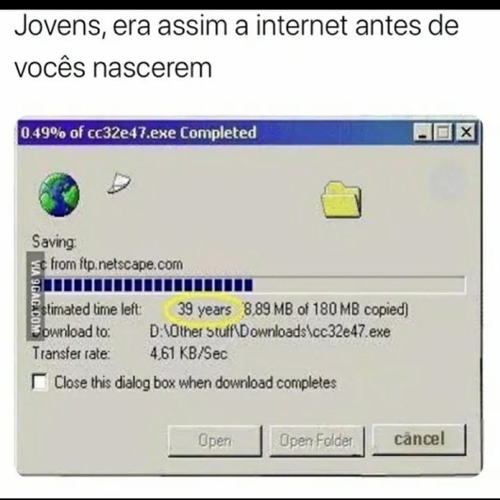 Jovens, era assim a internet antes de
vocês nascerem
0.49% of cc32e47.exe Completed
Saving:
from ftp.netscape.com
stimated time left: 39 years 8,89 MB of 180 MB copied)
ownload to: D:\Other Stuff\Downloads\cc32e47.exe
Transfer rate: 4,61 KB/Sec
Close this dialog box when download completes
Open Open Folder câncel
VIA 9GAG.COM